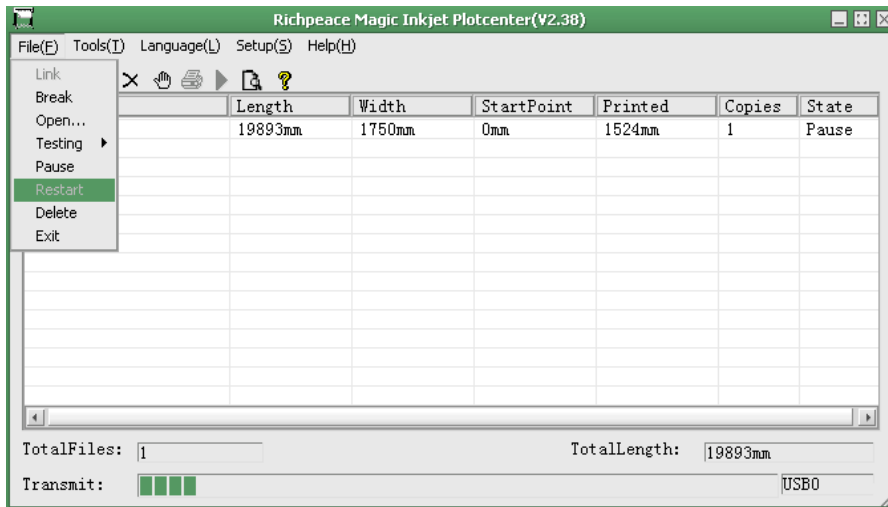 Richpeace Magic Inkjet Plotcenter(V2.38)
File(F) Tools(T) Language(L) Setup(S) Help(H)
Link
Break
Open...
Testing
Pause
Restart
Delete
Exit
Length Width StartPoint Printed Copies State
19893mm 1750mm 0mm 1524mm 1 Pause
TotalFiles: 1 TotalLength: 19893mm
Transmit: USB0